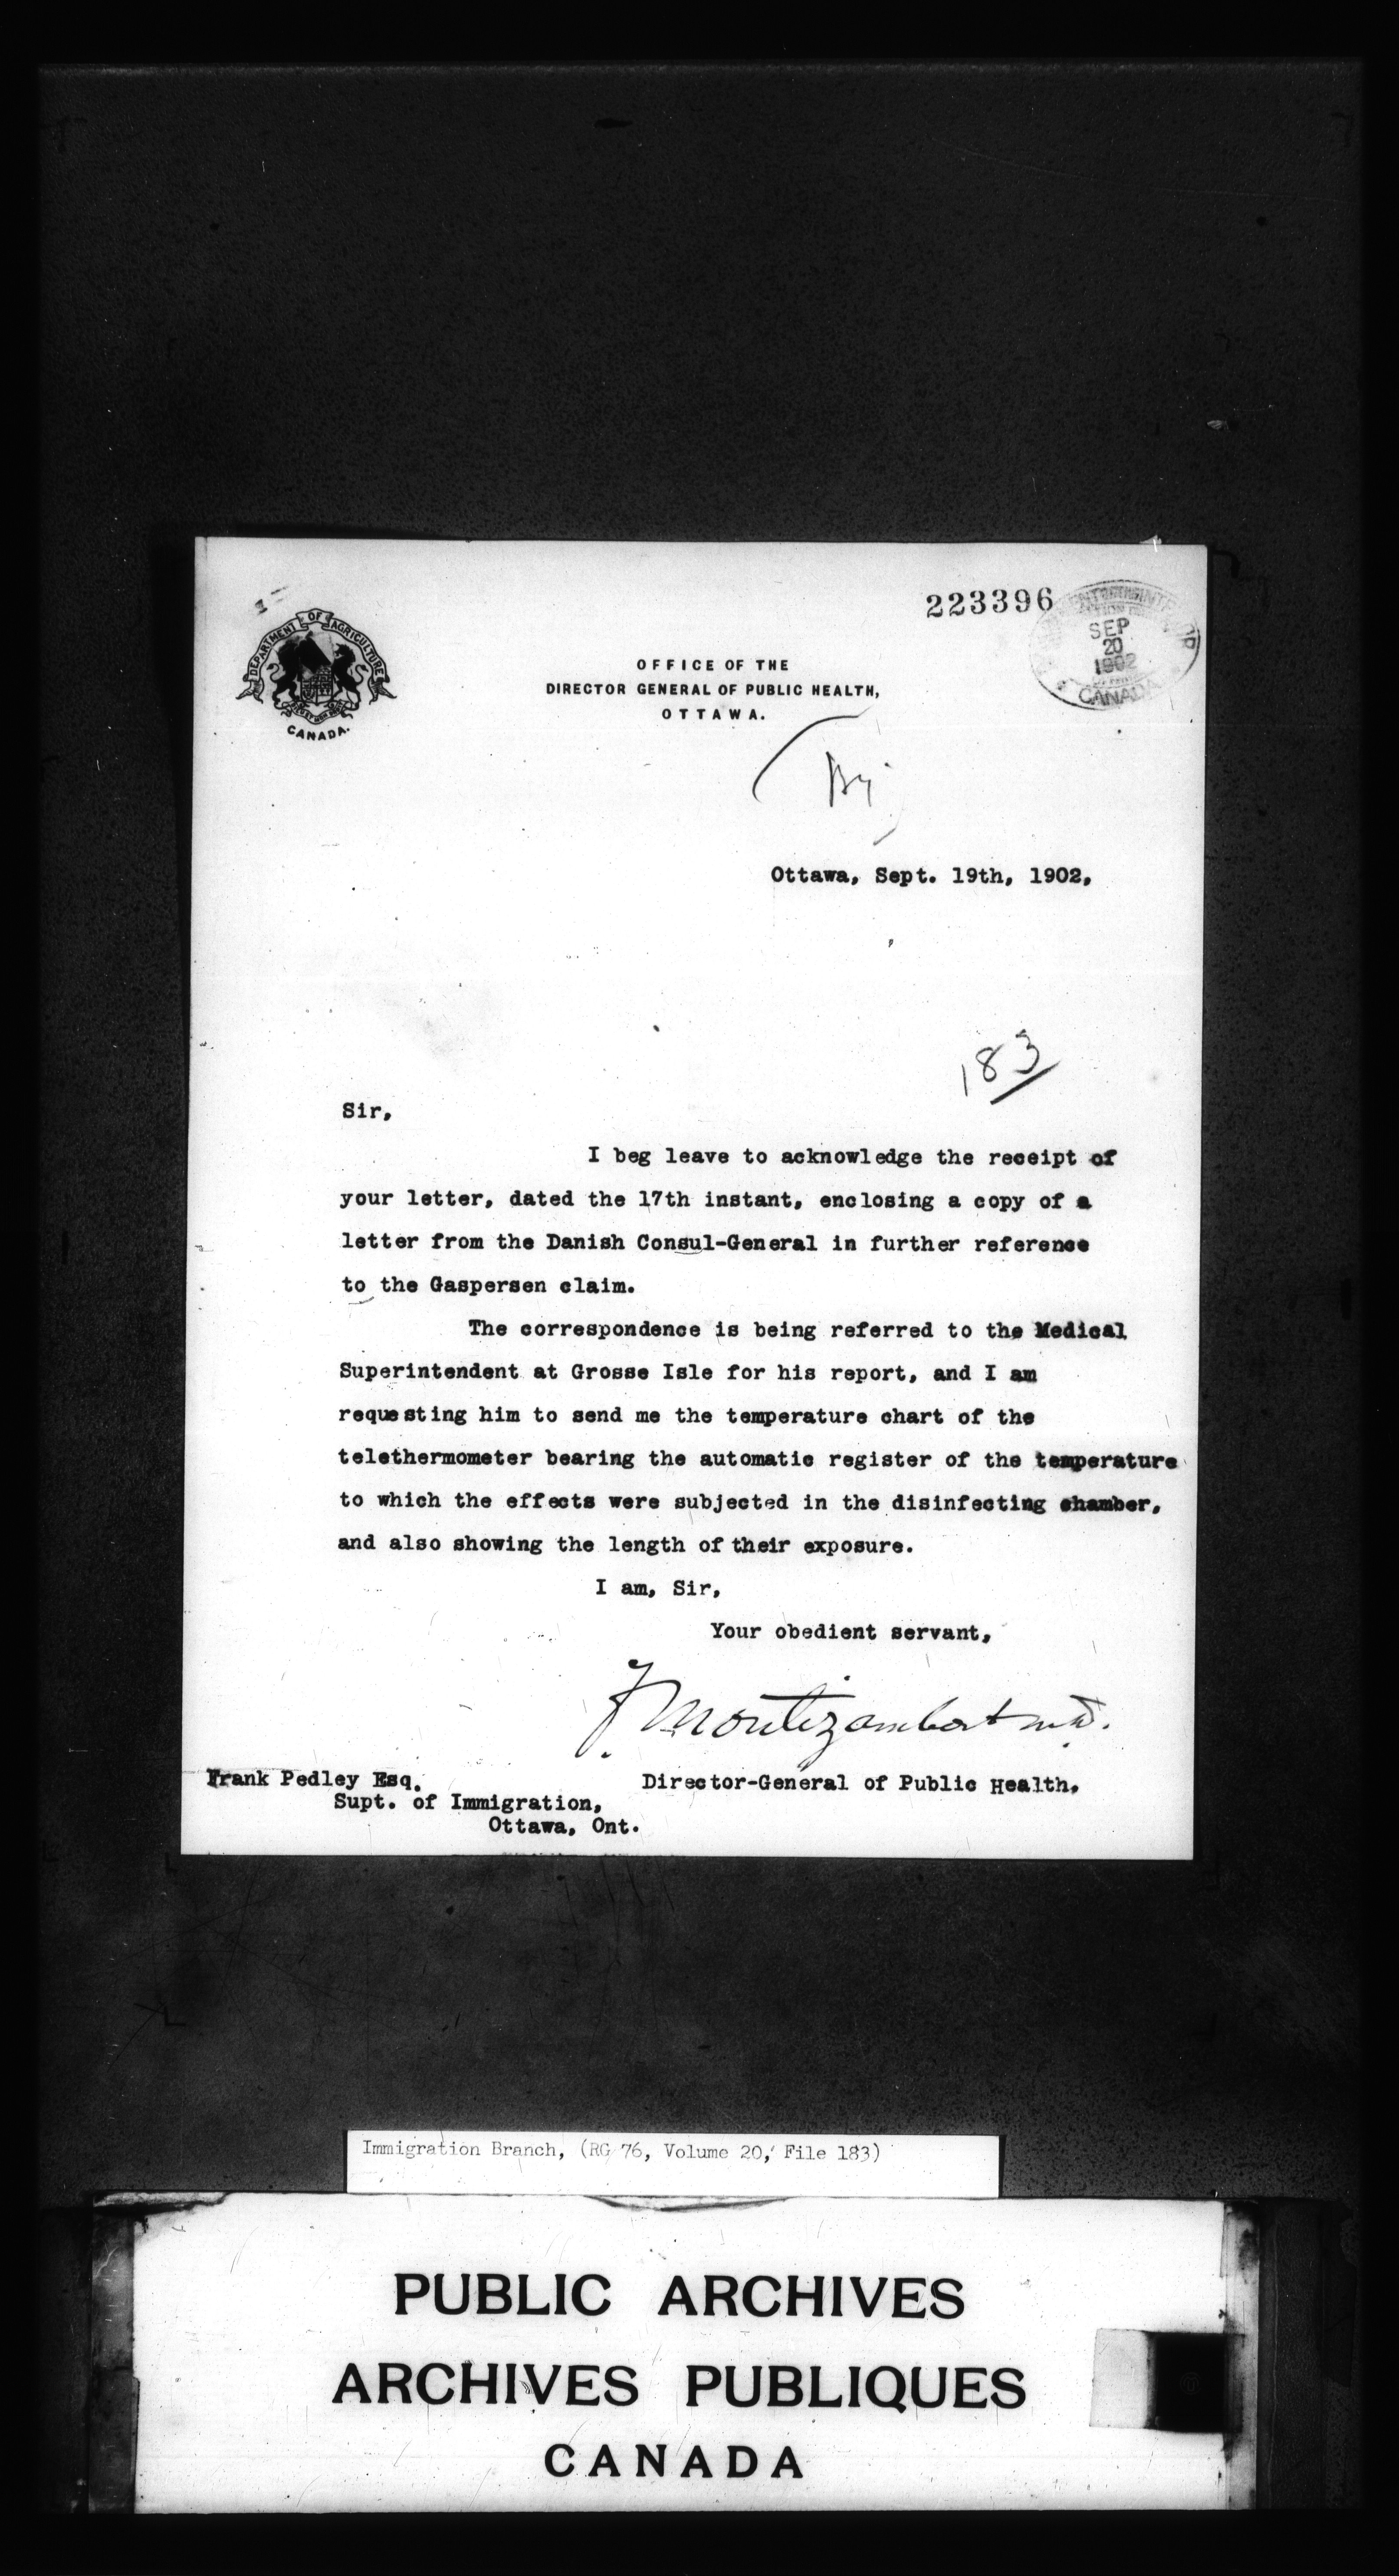 223396
DEPARTMENT OF AGRICULTURE
CANADA.
SEP
20
1902
CANADA
OFFICE OF THE
DIRECTOR GENERAL OF PUBLIC HEALTH,
OTTAWA.
Ottawa, Sept. 19th, 1902,
183
Sir,
I beg leave to acknowledge the receipt of
your letter, dated the 17th instant, enclosing a copy of a
letter from the Danish Consul-General in further reference
to the Gaspersen claim.
The correspondence is being referred to the Medical
Superintendent at Grosse Isle for his report, and I am
requesting him to send me the temperature chart of the
telethermometer bearing the automatic register of the temperature
to which the effects were subjected in the disinfecting chamber,
and also showing the length of their exposure.
I am, Sir,
Your obedient servant,
F. Montizambert M.D.
Director-General of Public Health,
Frank Pedley Esq.
Supt. of Immigration,
Ottawa, Ont.
Immigration Branch, (RG 76, Volume 20, File 183)
PUBLIC ARCHIVES
ARCHIVES PUBLIQUES
CANADA